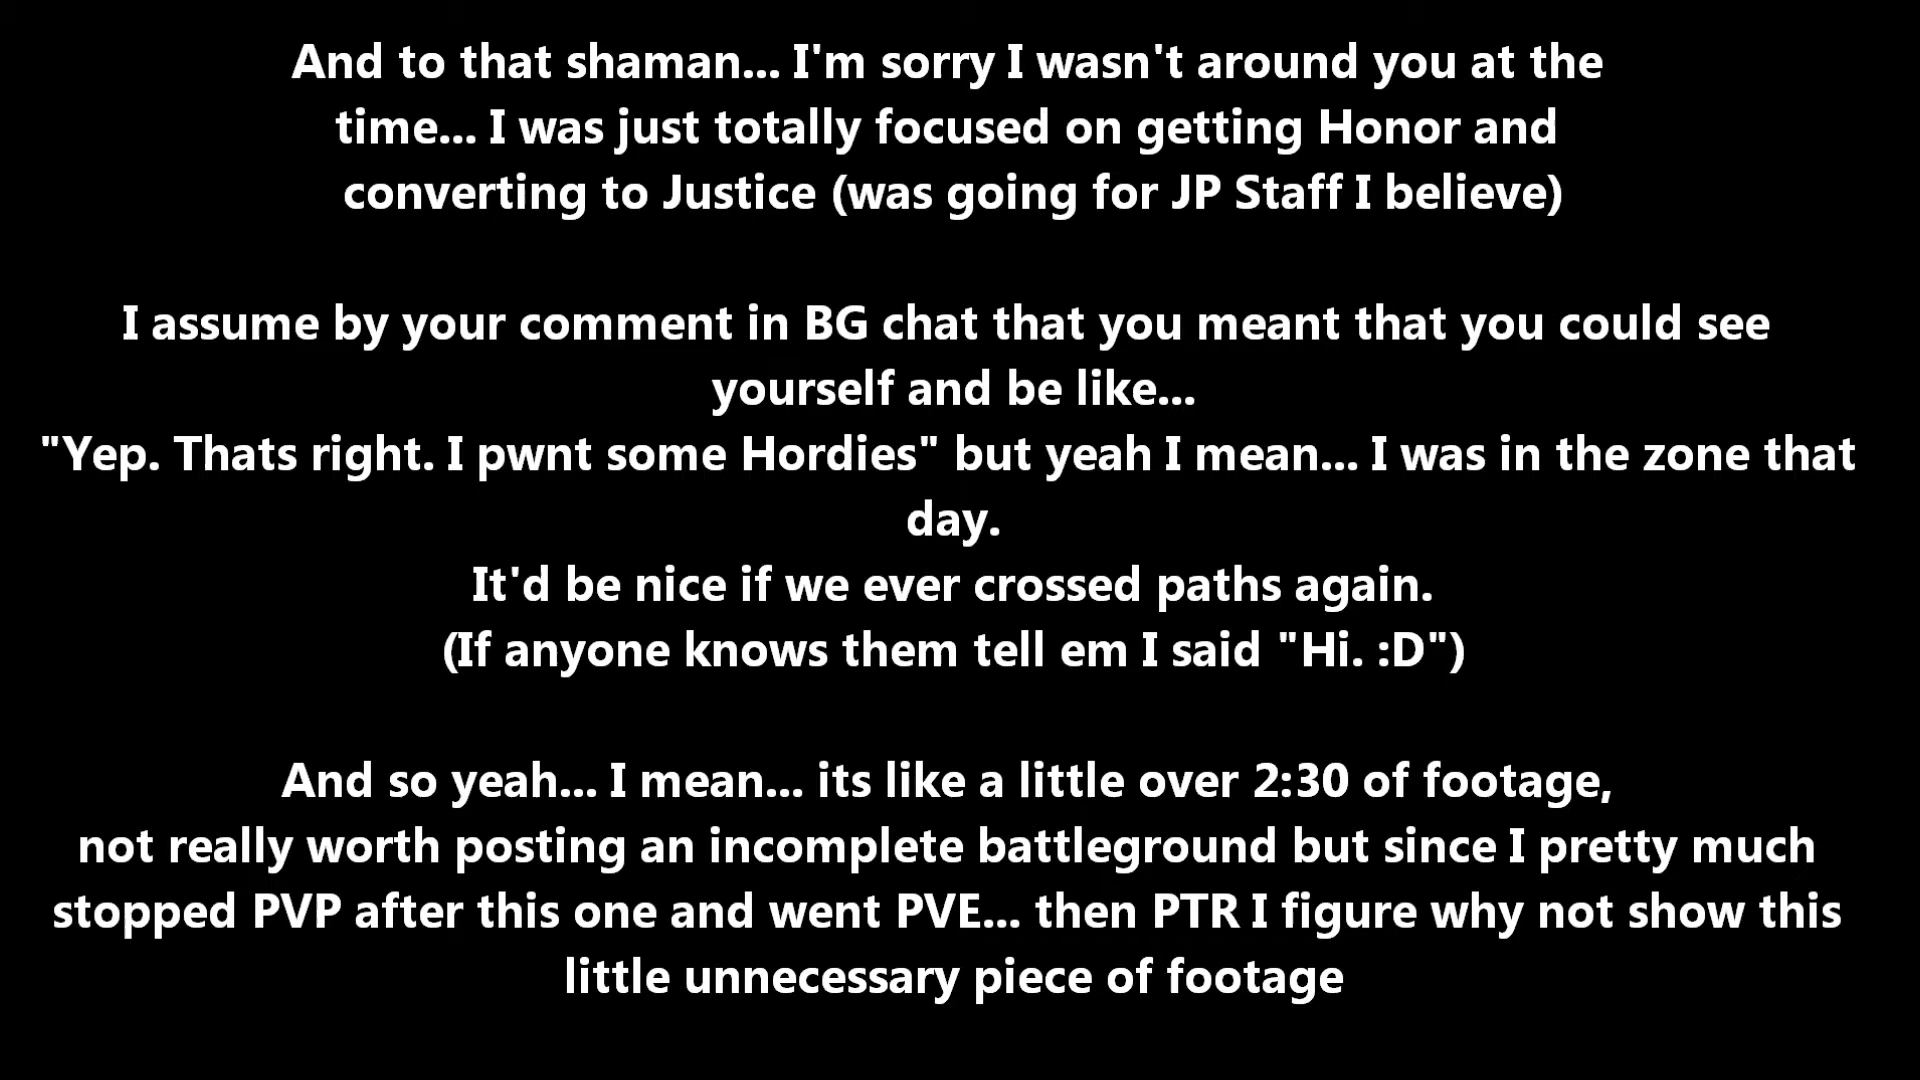 And to that shaman... I'm sorry I wasn't around you at the
time... I was just totally focused on getting Honor and
converting to Justice (was going for JP Staff I believe)
I assume by your comment in BG chat that you meant that you could see
yourself and be like...
"Yep. Thats right. I pwnt some Hordies" but yeah I mean... I was in the zone that
day.
It'd be nice if we ever crossed paths again.
(If anyone knows them tell em I said "Hi. :D")
And so yeah... I mean... its like a little over 2:30 of footage,
not really worth posting an incomplete battleground but since I pretty much
stopped PVP after this one and went PVE... then PTR I figure why not show this
little unnecessary piece of footage